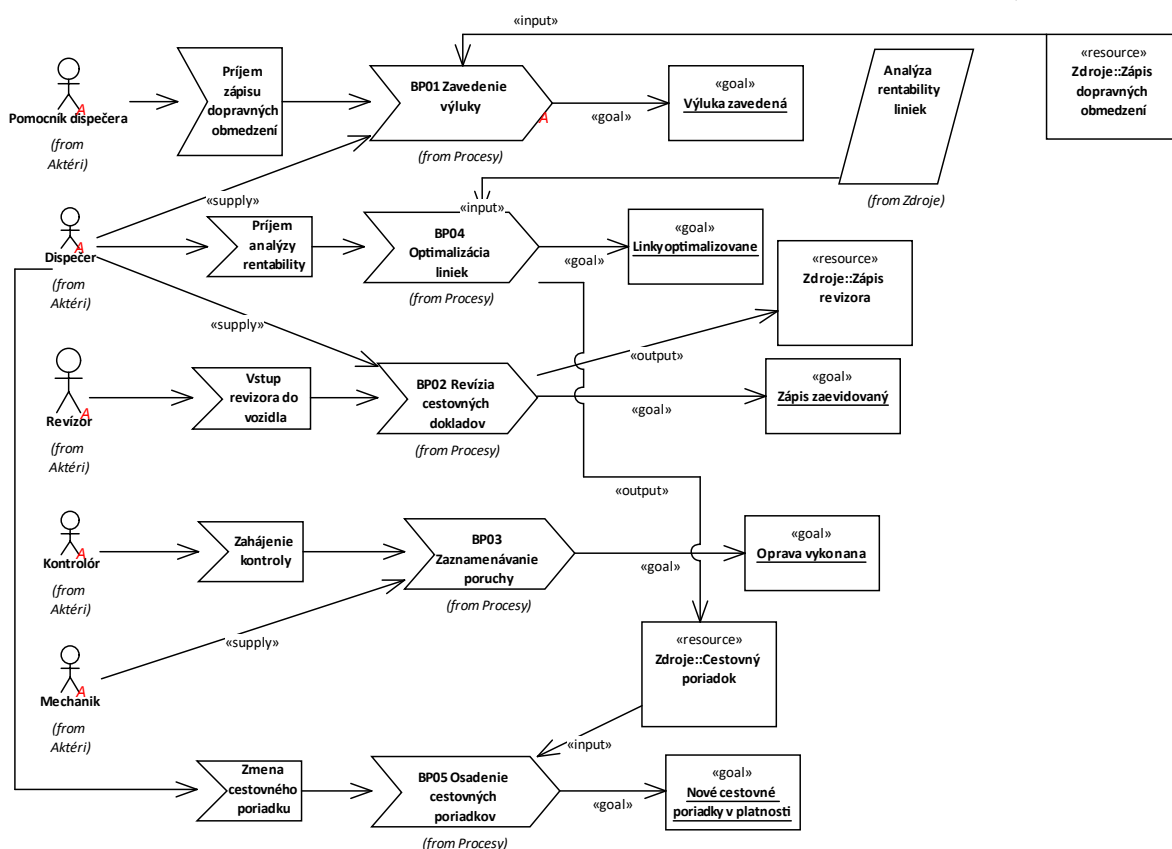 «input»
Pomocník dispečera
(from
Aktéri)
Príjem
zápisu
dopravných
obmedzení
BP01 Zavedenie
výluky
(from Procesy)
«goal»
«goal»
Výluka zavedená
Analýza
rentability
liniek
(from Zdroje)
«resource»
Zdroje::Zápis
dopravných
obmedzení
A
A
«supply»
Dispečer
(from
Aktéri)
A
Príjem
analýzy
rentability
«input»
BP04
Optimalizácia
liniek
(from Procesy)
«goal»
«goal»
Linky optimalizovane
«resource»
Zdroje::Zápis
revizora
«supply»
«output»
Revízor
(from
Aktéri)
A
Vstup
revizora do
vozidla
BP02 Revízia
cestovných
dokladov
(from Procesy)
«goal»
«goal»
Zápis zaevidovaný
«output»
Kontrolór
(from
Aktéri)
A
Zahájenie
kontroly
BP03
Zaznamenávanie
poruchy
(from Procesy)
«goal»
«goal»
Oprava vykonana
«supply»
Mechanik
(from
Aktéri)
A
«resource»
Zdroje::Cestovný
poriadok
«input»
Zmena
cestovného
poriadku
BP05 Osadenie
cestovných
poriadkov
(from Procesy)
«goal»
«goal»
Nové cestovné
poriadky v platnosti